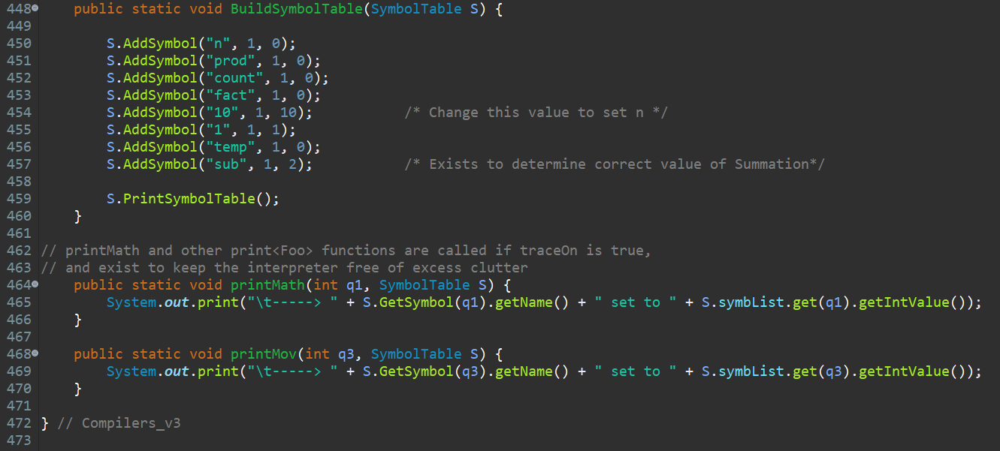 448 public static void BuildSymbolTable(SymbolTable S) {
449
450 S.AddSymbol("n", 1, 0);
451 S.AddSymbol("prod", 1, 0);
452 S.AddSymbol("count", 1, 0);
453 S.AddSymbol("fact", 1, 0);
454 S.AddSymbol("10", 1, 10); /* Change this value to set n */
455 S.AddSymbol("1", 1, 1);
456 S.AddSymbol("temp", 1, 0);
457 S.AddSymbol("sub", 1, 2); /* Exists to determine correct value of Summation*/
458
459 S.PrintSymbolTable();
460 }
461
462 // printMath and other print<Foo> functions are called if traceOn is true,
463 // and exist to keep the interpreter free of excess clutter
464 public static void printMath(int q1, SymbolTable S) {
465 System.out.print("\t-----> " + S.GetSymbol(q1).getName() + " set to " + S.symbList.get(q1).getIntValue());
466 }
467
468 public static void printMov(int q3, SymbolTable S) {
469 System.out.print("\t-----> " + S.GetSymbol(q3).getName() + " set to " + S.symbList.get(q3).getIntValue());
470 }
471
472 } // Compilers_v3
473